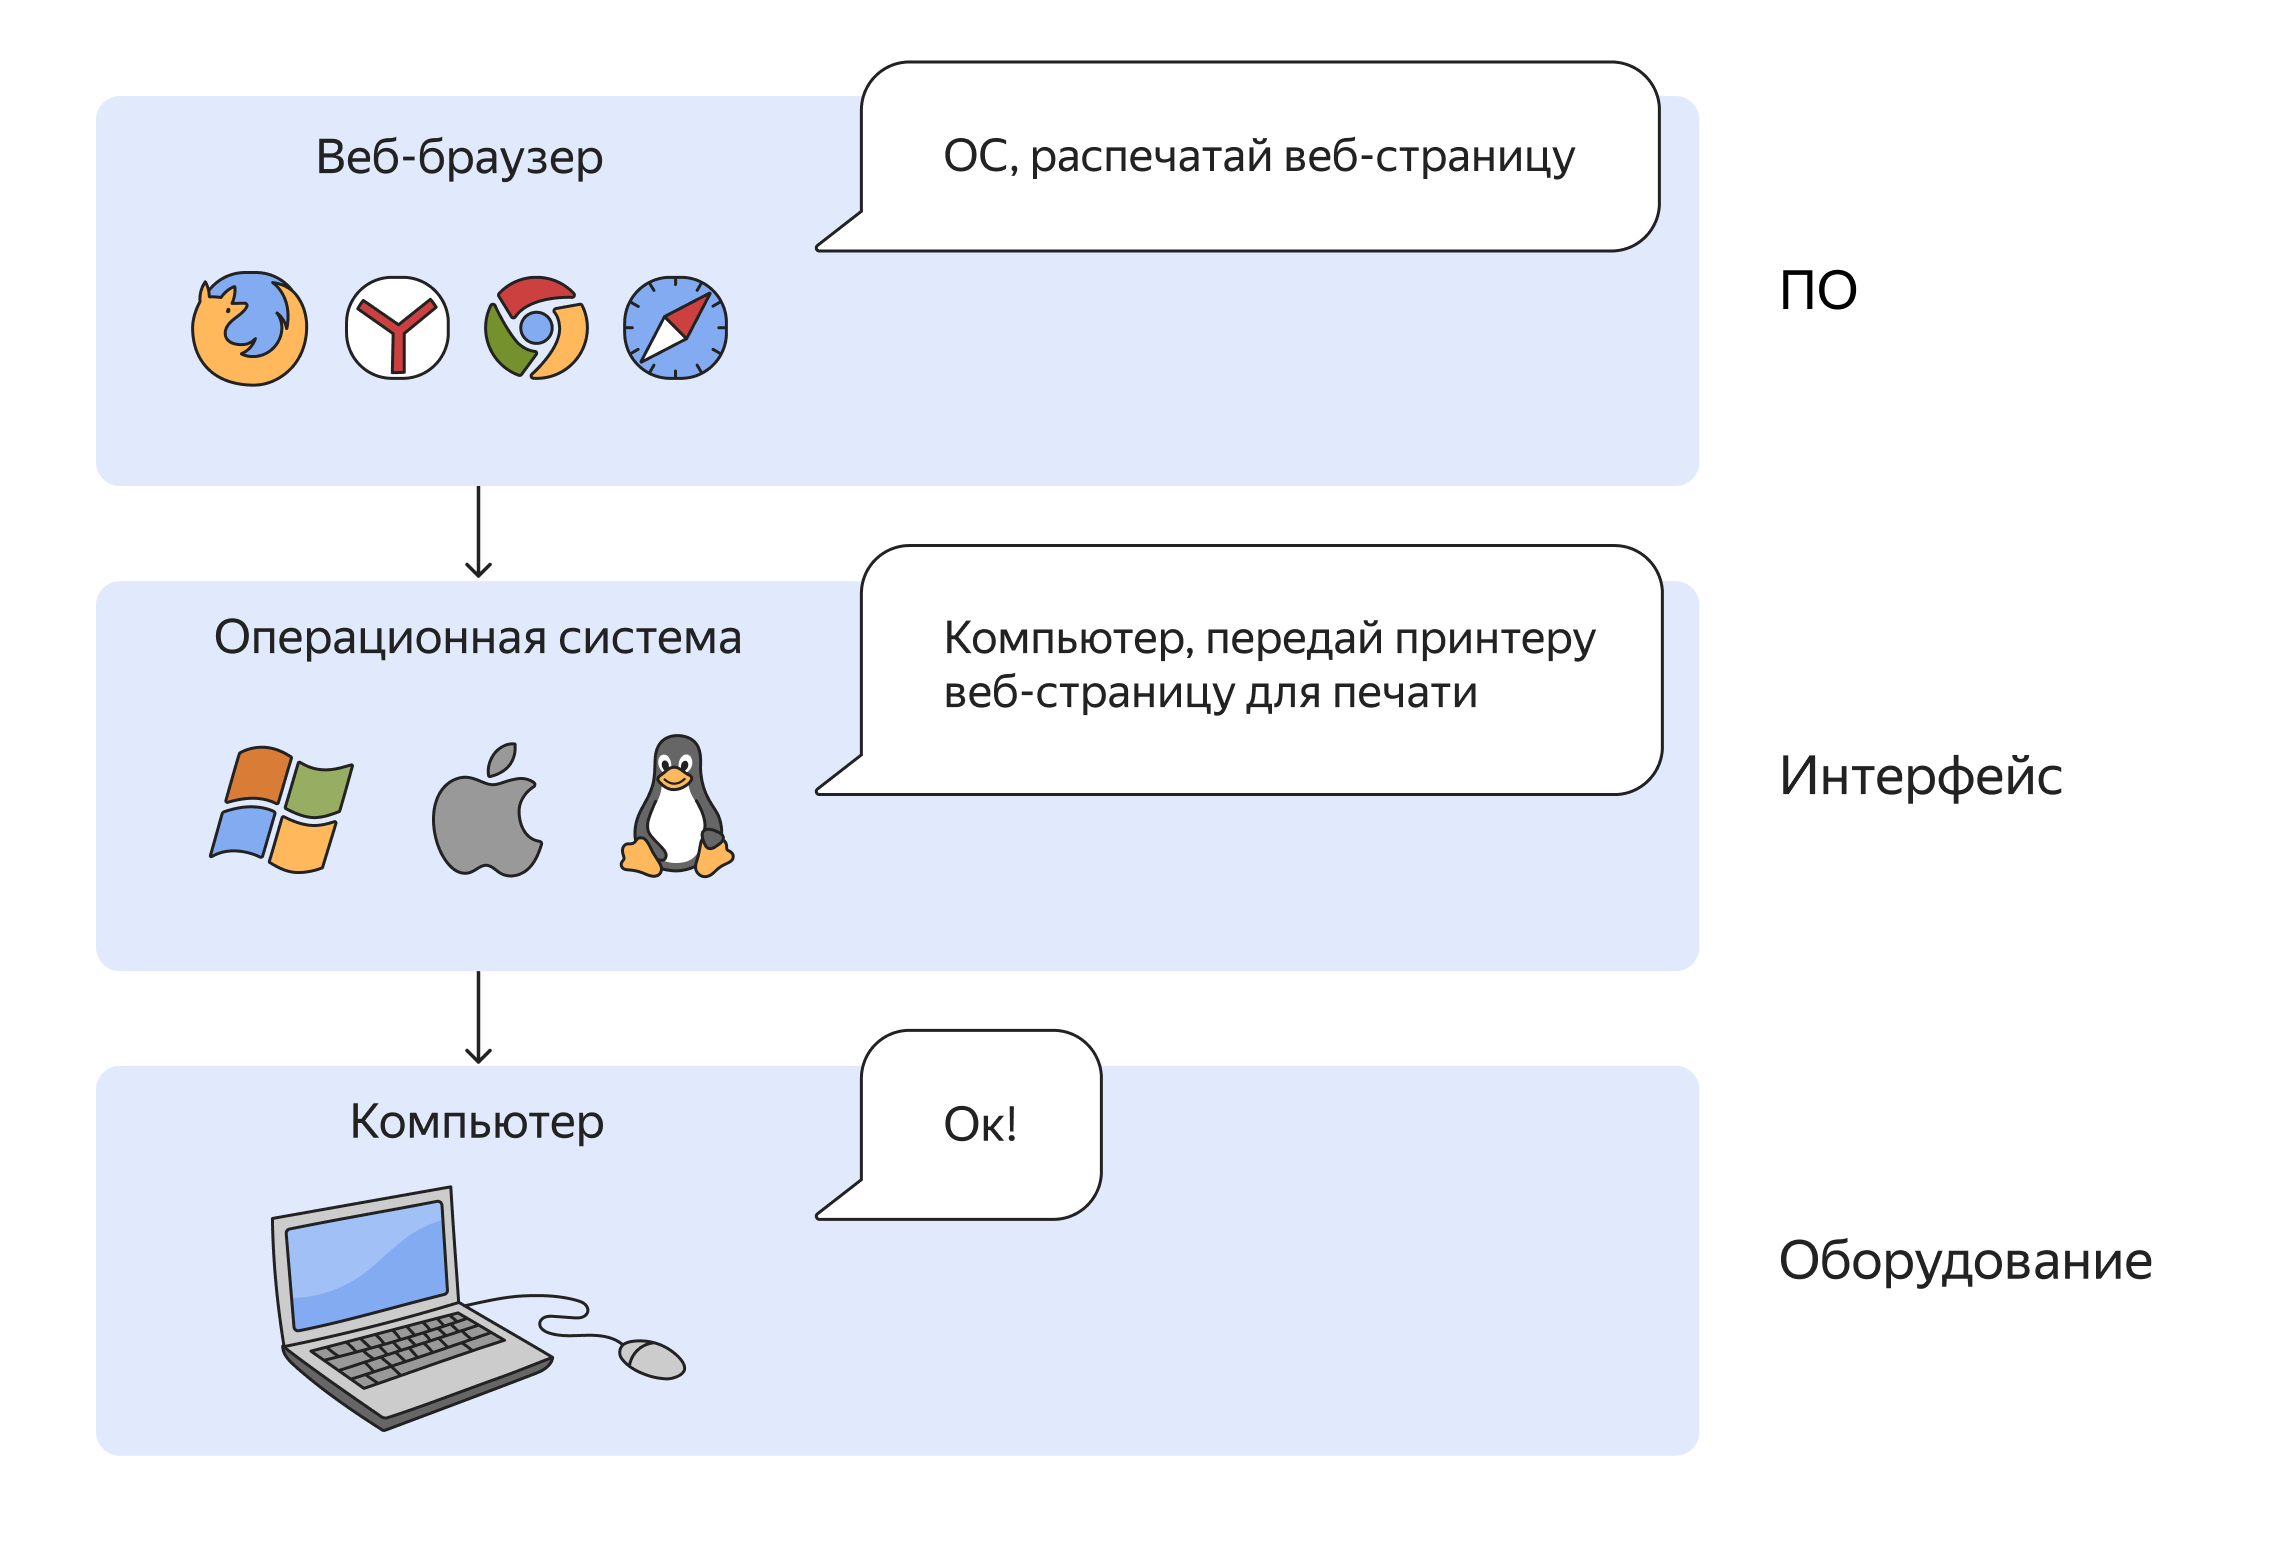 Веб-браузер
ОС, распечатай веб-страницу
ПО
Операционная система
Компьютер, передай принтеру
веб-страницу для печати
Интерфейс
Компьютер
Ок!
Оборудование